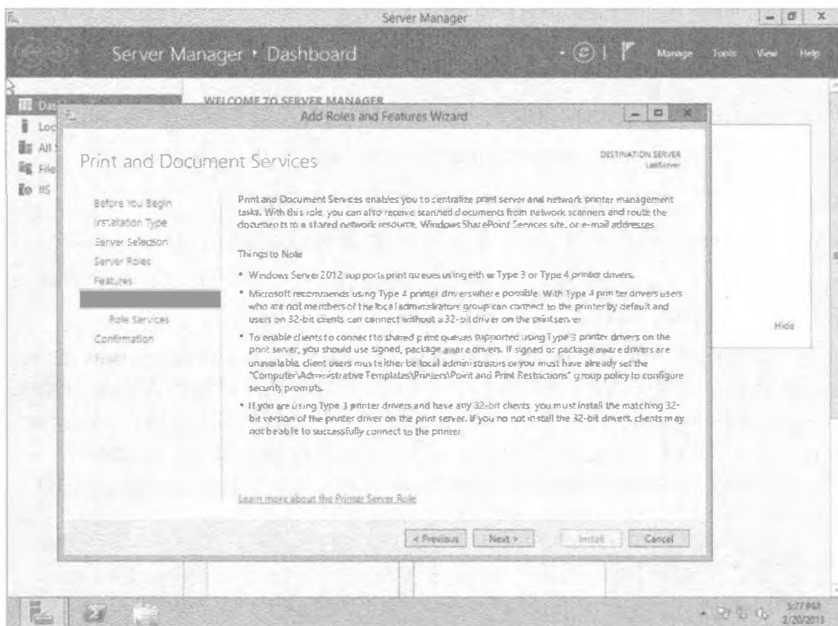 Server Manager
Server Manager • Dashboard
Manage Tools View Help
WELCOME TO SERVER MANAGER
Das
Loc
All S
File
IIS
Add Roles and Features Wizard
Print and Document Services
DESTINATION SERVER
LabServer
Before You Begin
Installation Type
Server Selection
Server Roles
Features
Role Services
Confirmation
Print and Document Services enables you to centralize print server and network printer management
tasks. With this role, you can also receive scanned documents from network scanners and route the
documents to a shared network resource, Windows SharePoint Services site, or e-mail addresses.
Things to Note
• Windows Server 2012 supports print queues using either Type 3 or Type 4 printer drivers.
• Microsoft recommends using Type 4 printer drivers where possible. With Type 4 printer drivers users
who are not members of the local administrators group can connect to the printer by default and
users on 32-bit clients can connect without a 32-bit driver on the print server.
• To enable clients to connect to shared print queues supported using Type 3 printer drivers on the
print server, you should use signed, package aware drivers. If signed or package aware drivers are
unavailable, client users must either be local administrators or you must have already set the
"Computer\Administrative Templates\Printers\Point and Print Restrictions" group policy to configure
security prompts.
• If you are using Type 3 printer drivers and have any 32-bit clients, you must install the matching 32-
bit version of the printer driver on the print server. If you no not install the 32-bit drivers, clients may
not be able to successfully connect to the printer.
Learn more about the Printer Server Role
Hide
< Previous Next > Install Cancel
5:27 PM
2/20/2013